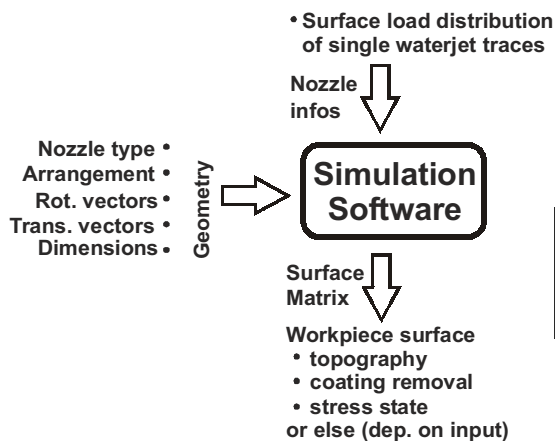 • Surface load distribution
of single waterjet traces
Nozzle
infos
Nozzle type •
Arrangement •
Rot. vectors •
Trans. vectors •
Dimensions •
Geometry
Simulation
Software
Surface
Matrix
Workpiece surface
• topography
• coating removal
• stress state
or else (dep. on input)